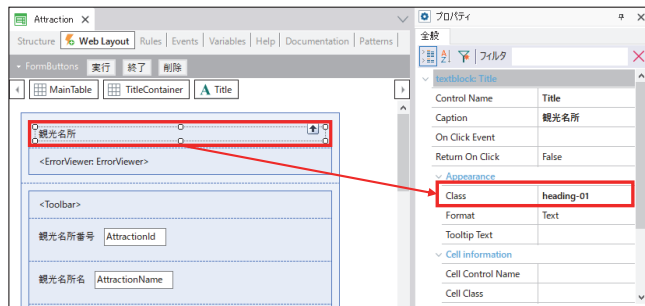 Attraction ×
Structure Web Layout Rules Events Variables Help Documentation Patterns
FormButtons 実行 終了 削除
MainTable TitleContainer A Title
観光名所
<ErrorViewer: ErrorViewer>
<Toolbar>
観光名所番号 AttractionId
観光名所名 AttractionName
プロパティ
全般
フィルタ
textblock: Title
Control Name Title
Caption 観光名所
On Click Event
Return On Click False
Appearance
Class heading-01
Format Text
Tooltip Text
Cell information
Cell Control Name
Cell Class